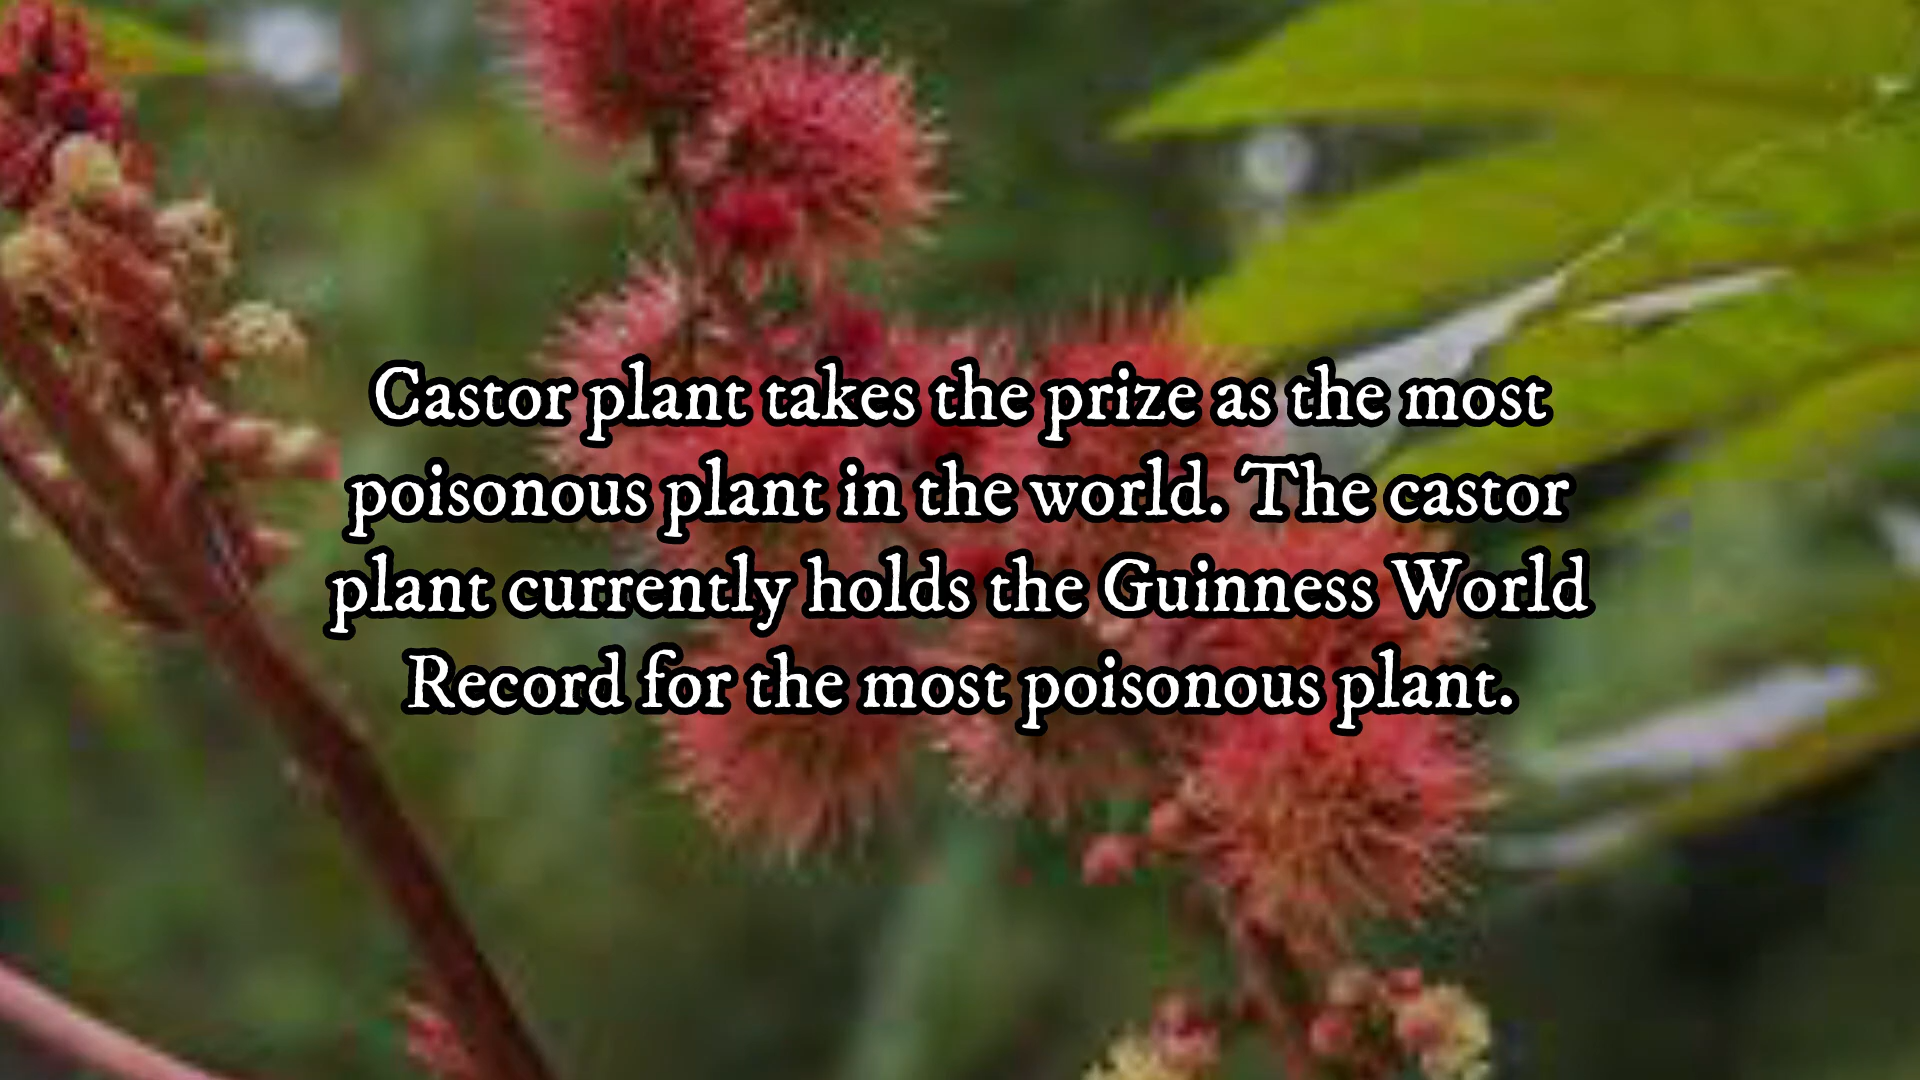 Castor plant takes the prize as the most
poisonous plant in the world. The castor
plant currently holds the Guinness World
Record for the most poisonous plant.